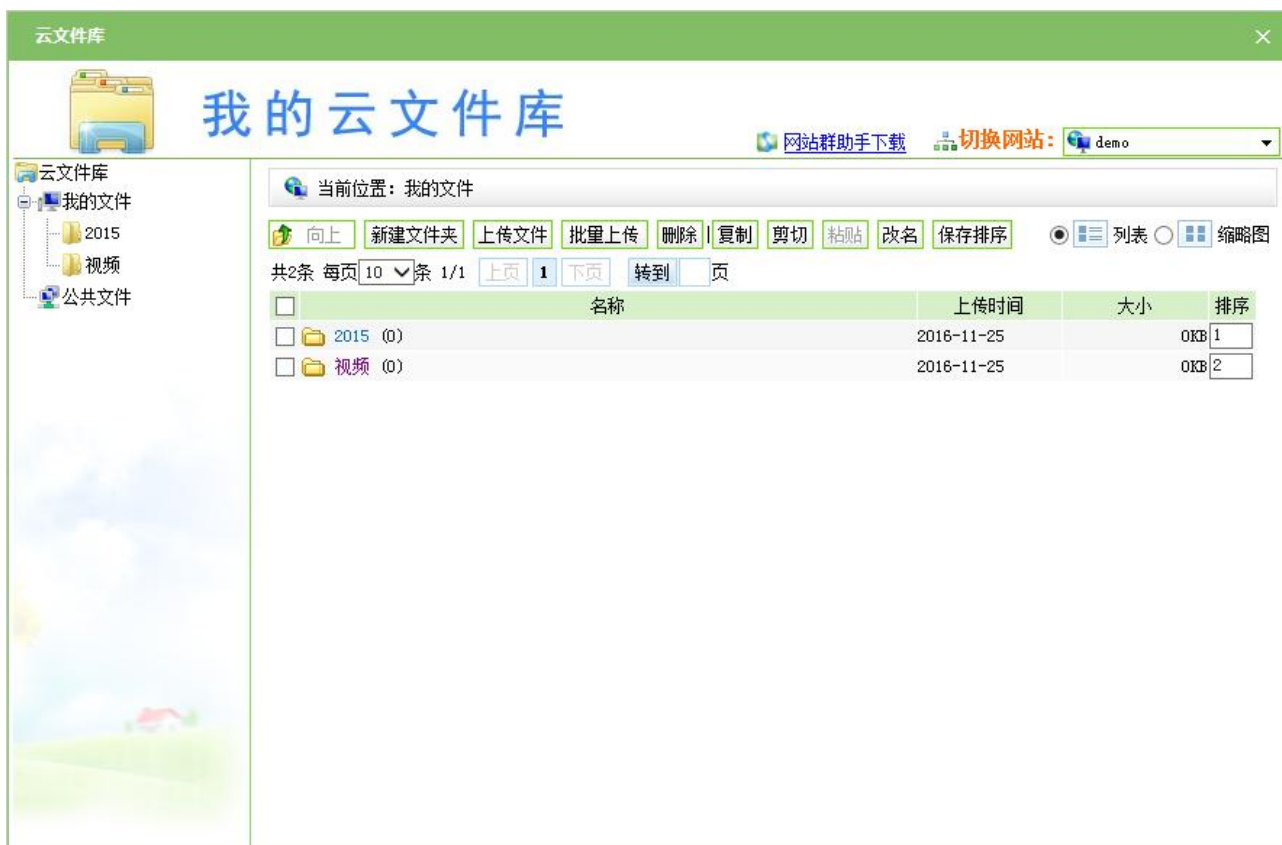 云文件库
我的云文件库
网站群助手下载 切换网站: demo
云文件库
我的文件
2015
视频
公共文件
当前位置: 我的文件
向上 新建文件夹 上传文件 批量上传 删除 | 复制 剪切 粘贴 改名 保存排序 列表 缩略图
共2条 每页 10 条 1/1 上页 1 下页 转到 页
名称 上传时间 大小 排序
2015 (0) 2016-11-25 0KB 1
视频 (0) 2016-11-25 0KB 2